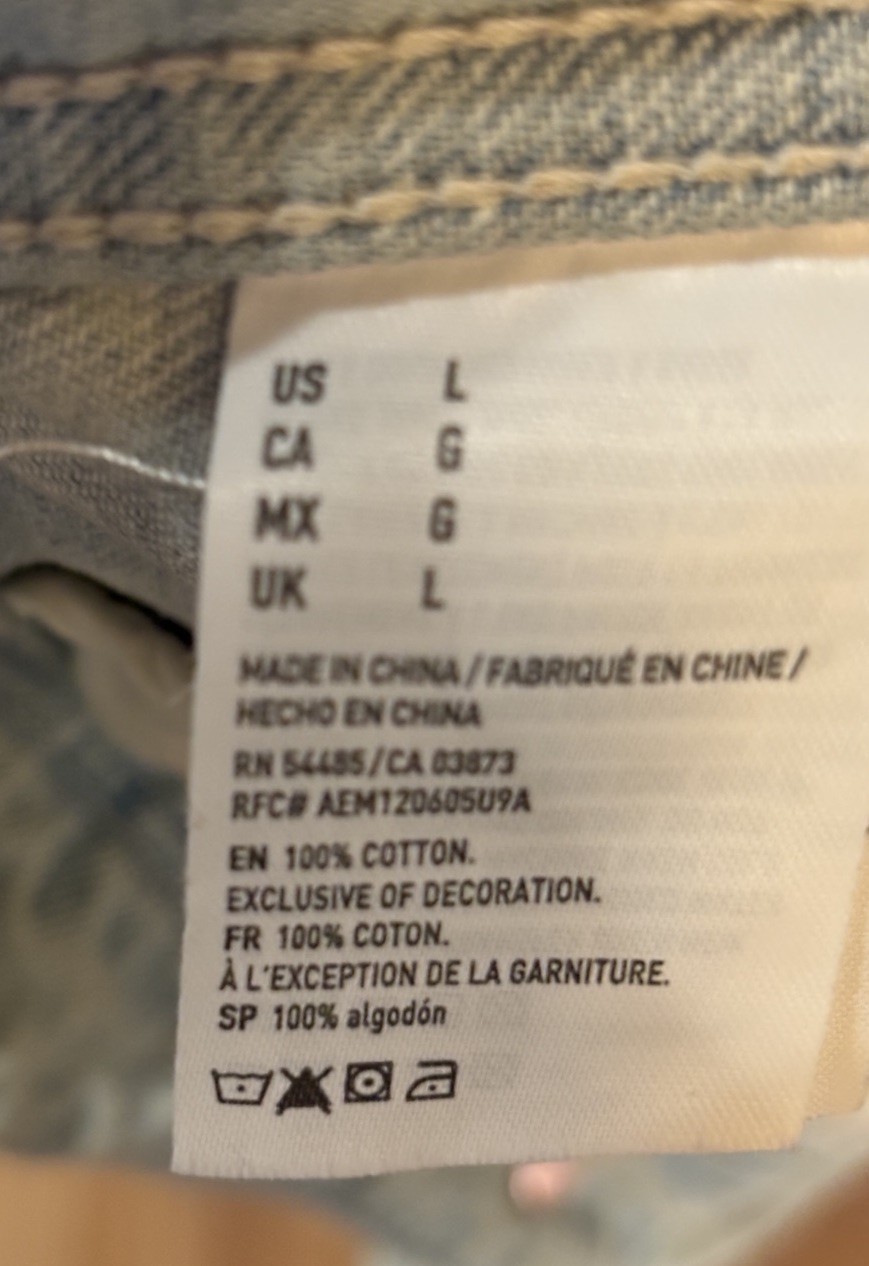 US L
CA G
MX G
UK L
MADE IN CHINA / FABRIQUÉ EN CHINE /
HECHO EN CHINA
RN 54485/CA 03873
RFC# AEM120605U9A
EN 100% COTTON.
EXCLUSIVE OF DECORATION.
FR 100% COTON.
À L'EXCEPTION DE LA GARNITURE.
SP 100% algodón